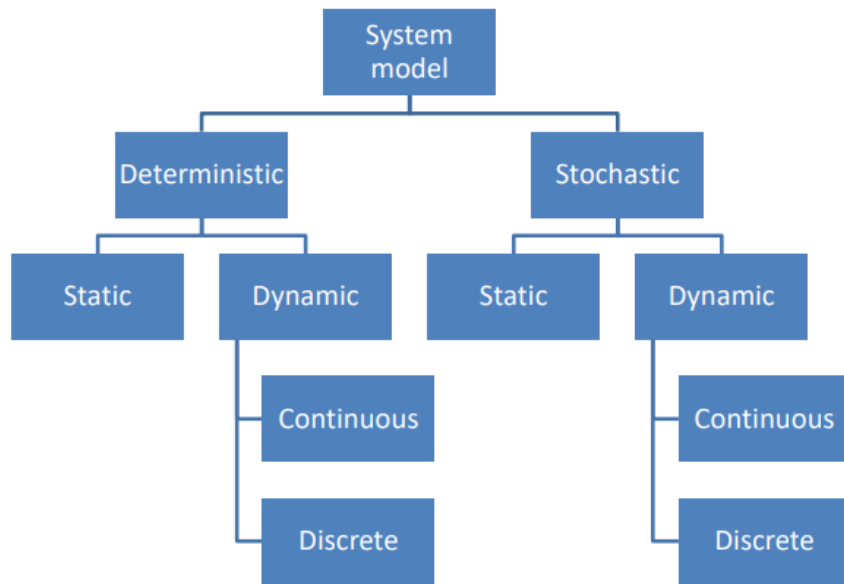 System
model
Deterministic
Stochastic
Static
Dynamic
Static
Dynamic
Continuous
Continuous
Discrete
Discrete